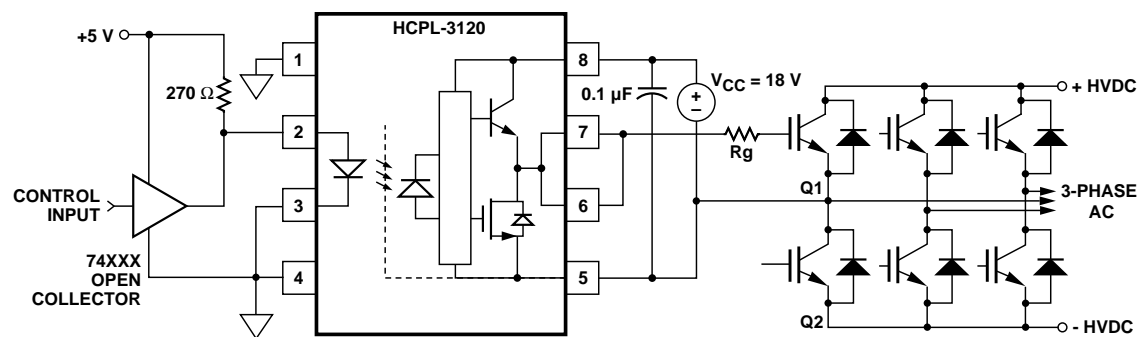 HCPL-3120
+5 V
270 Ω
1
2
3
4
8
7
6
5
0.1 µF
VCC = 18 V
+
–
Rg
+ HVDC
Q1
3-PHASE
AC
Q2
- HVDC
CONTROL
INPUT
74XXX
OPEN
COLLECTOR